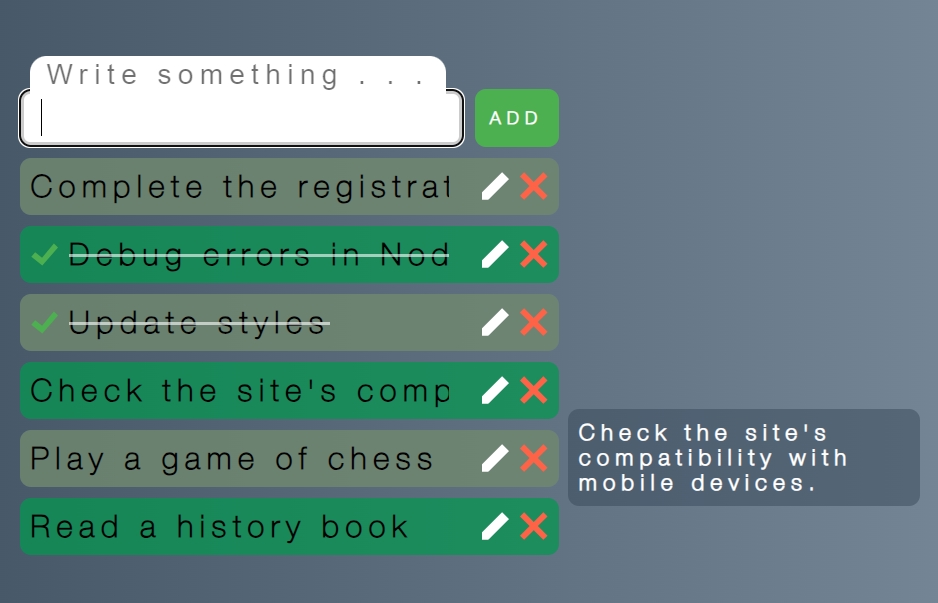 Write something . . .
ADD
Complete the registrat
Debug errors in Nod
Update styles
Check the site's comp
Play a game of chess
Read a history book
Check the site's
compatibility with
mobile devices.